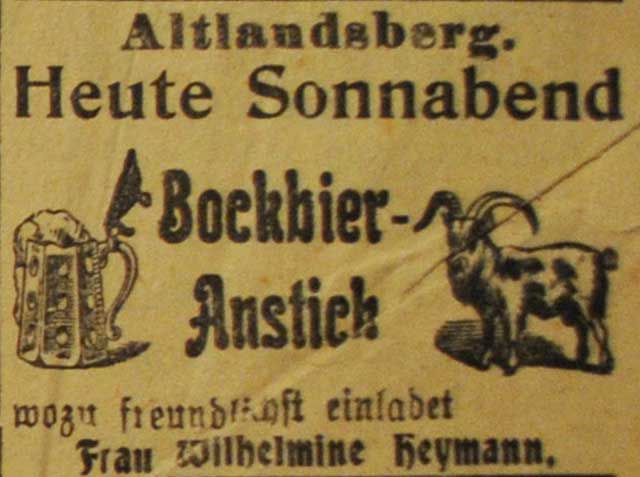 Altlandsberg.
Heute Sonnabend
Bockbier-
Anstich
wozu freundlichst einladet
Frau Wilhelmine Heymann.